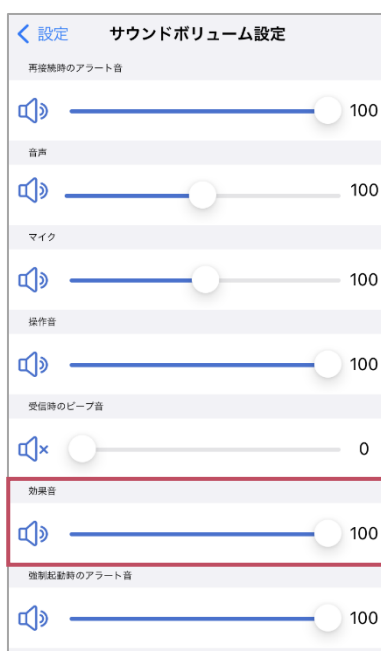 設定 サウンドボリューム設定
再接続時のアラート音
100
音声
100
マイク
100
操作音
100
受信時のビープ音
0
効果音
100
強制起動時のアラート音
100